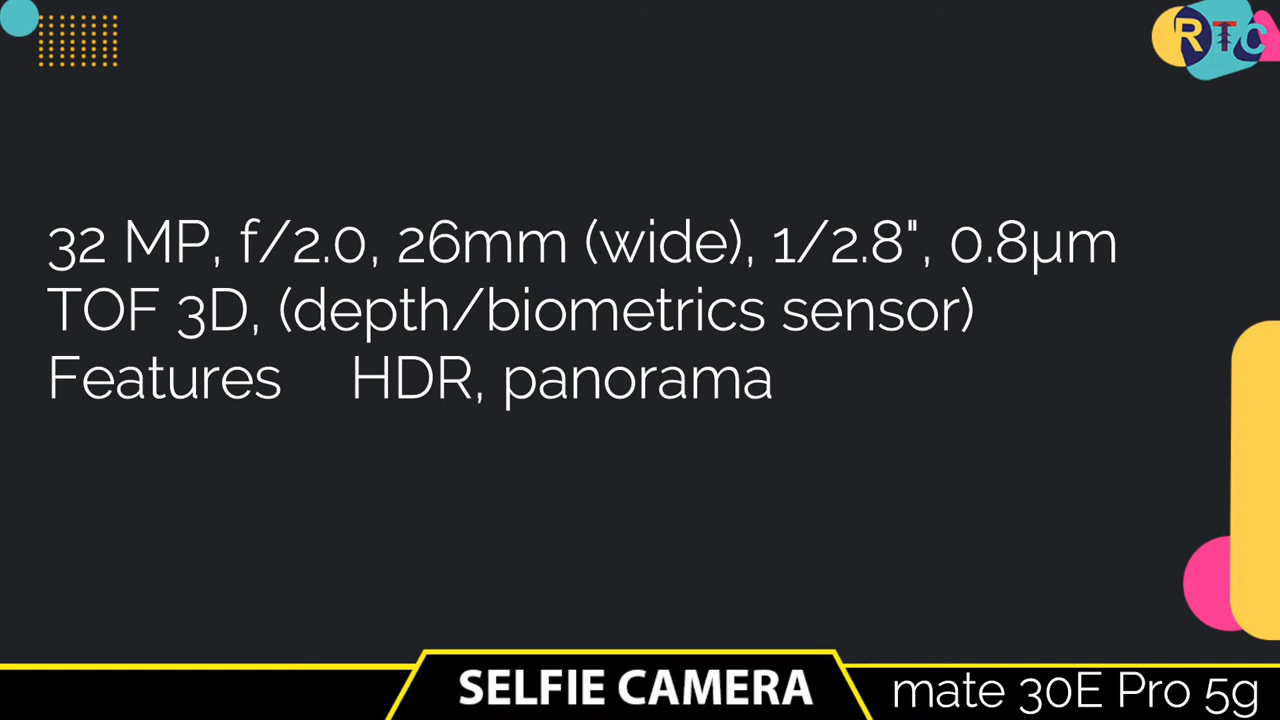 RTC
32 MP, f/2.0, 26mm (wide), 1/2.8", 0.8µm
TOF 3D, (depth/biometrics sensor)
Features HDR, panorama
SELFIE CAMERA
mate 30E Pro 5g